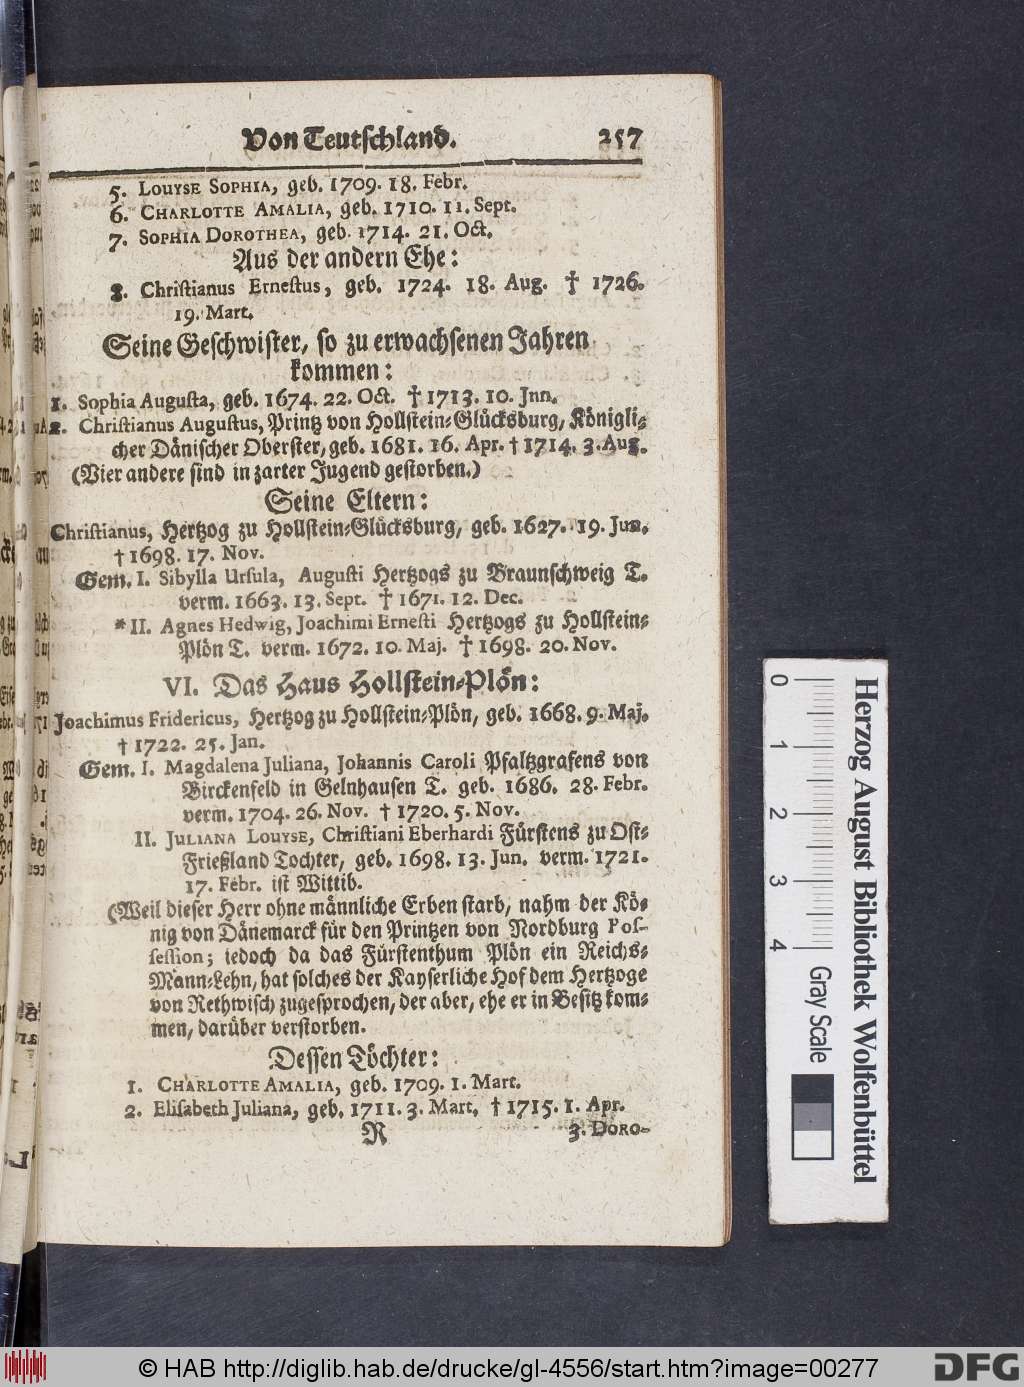 Von Teutschland. 257
5. LOUYSE SOPHIA, geb. 1709. 18. Febr.
6. CHARLOTTE AMALIA, geb. 1710. 11. Sept.
7. SOPHIA DOROTHEA, geb. 1714. 21. Oct.
Aus der andern Ehe:
8. Christianus Ernestus, geb. 1724. 18. Aug. † 1726.
19. Mart.
Seine Geschwister, so zu erwachsenen Jahren
kommen:
1. Sophia Augusta, geb. 1674. 22. Oct. † 1713. 10. Jnn.
2. Christianus Augustus, Printz von Hollstein-Glücksburg, Königli-
cher Dänischer Oberster, geb. 1681. 16. Apr. † 1714. 3. Aug.
(Vier andere sind in zarter Jugend gestorben.)
Seine Eltern:
Christianus, Hertzog zu Hollstein-Glücksburg, geb. 1627. 19. Jun.
† 1698. 17. Nov.
Gem. I. Sibylla Ursula, Augusti Hertzogs zu Braunschweig T.
verm. 1663. 13. Sept. † 1671. 12. Dec.
* II. Agnes Hedwig, Joachimi Ernesti Hertzogs zu Hollstein-
Plön T. verm. 1672. 10. Maj. † 1698. 20. Nov.
VI. Das Haus Hollstein-Plön:
Joachimus Fridericus, Hertzog zu Hollstein-Plön, geb. 1668. 9. Maj.
† 1722. 25. Jan.
Gem. I. Magdalena Juliana, Johannis Caroli Pfaltzgrafens von
Birckenfeld in Gelnhausen T. geb. 1686. 28. Febr.
verm. 1704. 26. Nov. † 1720. 5. Nov.
II. JULIANA LOUYSE, Christiani Eberhardi Fürstens zu Ost-
Frießland Tochter, geb. 1698. 13. Jun. verm. 1721.
17. Febr. ist Wittib.
(Weil dieser Herr ohne männliche Erben starb, nahm der Kö-
nig von Dänemarck für den Printzen von Nordburg Pos-
session; iedoch da das Fürstenthum Plön ein Reichs-
Mann-Lehn, hat solches der Kayserliche Hof dem Hertzoge
von Rethwisch zugesprochen, der aber, ehe er in Besitz kom-
men, darüber verstorben.
Dessen Töchter:
1. CHARLOTTE AMALIA, geb. 1709. 1. Mart.
2. Elisabeth Juliana, geb. 1711. 3. Mart. † 1715. 1. Apr.
R 3. DORO-
0 1 2 3 4
Herzog August Bibliothek Wolfenbüttel
Gray Scale
© HAB http://diglib.hab.de/drucke/gl-4556/start.htm?image=00277
DFG